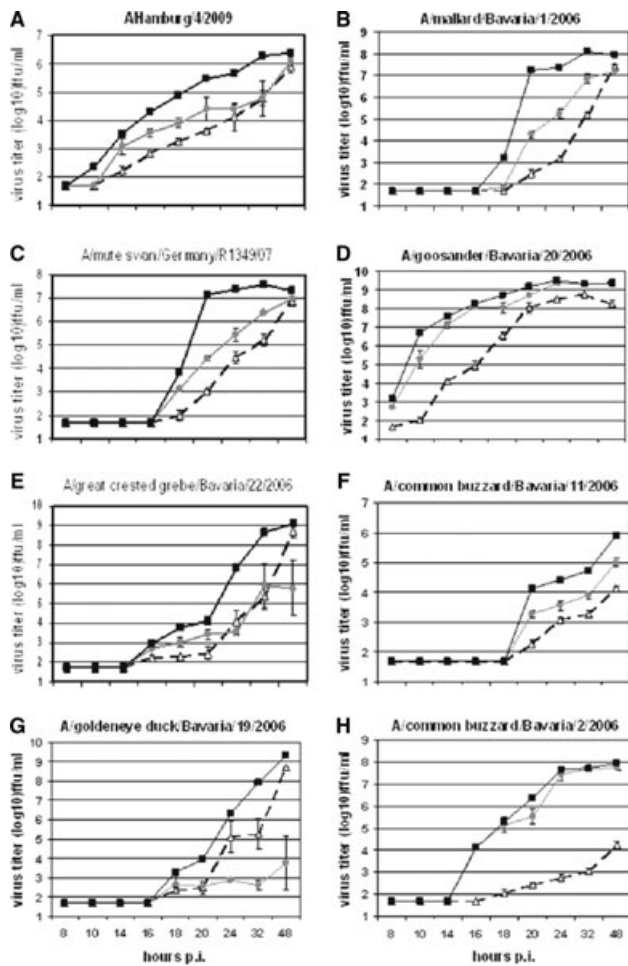 A
AHamburg/4/2009
virus titer (log10)ffu/ml
7
6
5
4
3
2
1
B
A/mallard/Bavaria/1/2006
virus titer (log10)ffu/ml
9
8
7
6
5
4
3
2
1
C
A/mute swan/Germany/R1349/07
virus titer (log10)ffu/ml
8
7
6
5
4
3
2
1
D
A/goosander/Bavaria/20/2006
virus titer (log10)ffu/ml
10
9
8
7
6
5
4
3
2
1
E
A/great crested grebe/Bavaria/22/2006
virus titer (log10)ffu/ml
10
9
8
7
6
5
4
3
2
1
F
A/common buzzard/Bavaria/11/2006
virus titer (log10)ffu/ml
7
6
5
4
3
2
1
G
A/goldeneye duck/Bavaria/19/2006
virus titer (log10)ffu/ml
10
9
8
7
6
5
4
3
2
1
8 10 14 16 18 20 24 32 48
hours p.i.
H
A/common buzzard/Bavaria/2/2006
virus titer (log10)ffu/ml
9
8
7
6
5
4
3
2
1
8 10 12 14 16 18 20 24 32 48
hours p.i.